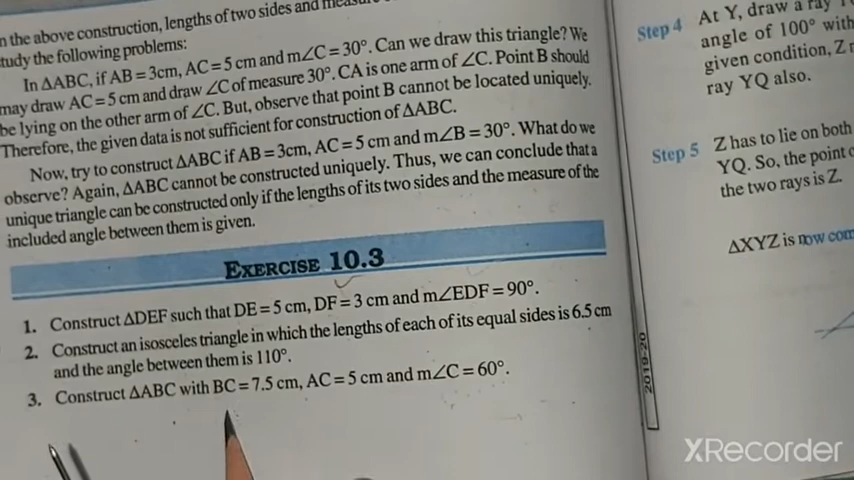 n the above construction, lengths of two sides and
tudy the following problems:
In ΔABC, if AB = 3cm, AC = 5 cm and m∠C = 30°. Can we draw this triangle? We
may draw AC = 5 cm and draw ∠C of measure 30°. CA is one arm of ∠C. Point B should
be lying on the other arm of ∠C. But, observe that point B cannot be located uniquely.
Therefore, the given data is not sufficient for construction of ΔABC.
Now, try to construct ΔABC if AB = 3cm, AC = 5 cm and m∠B = 30°. What do we
observe? Again, ΔABC cannot be constructed uniquely. Thus, we can conclude that a
unique triangle can be constructed only if the lengths of its two sides and the measure of the
included angle between them is given.
EXERCISE 10.3
1. Construct ΔDEF such that DE = 5 cm, DF = 3 cm and m∠EDF = 90°.
2. Construct an isosceles triangle in which the lengths of each of its equal sides is 6.5 cm
and the angle between them is 110°.
3. Construct ΔABC with BC = 7.5 cm, AC = 5 cm and m∠C = 60°.
Step 4 At Y, draw a ray
angle of 100° with
given condition, Z
ray YQ also.
Step 5 Z has to lie on both
YQ. So, the point
the two rays is Z.
ΔXYZ is now com
2019-20
XRecorder